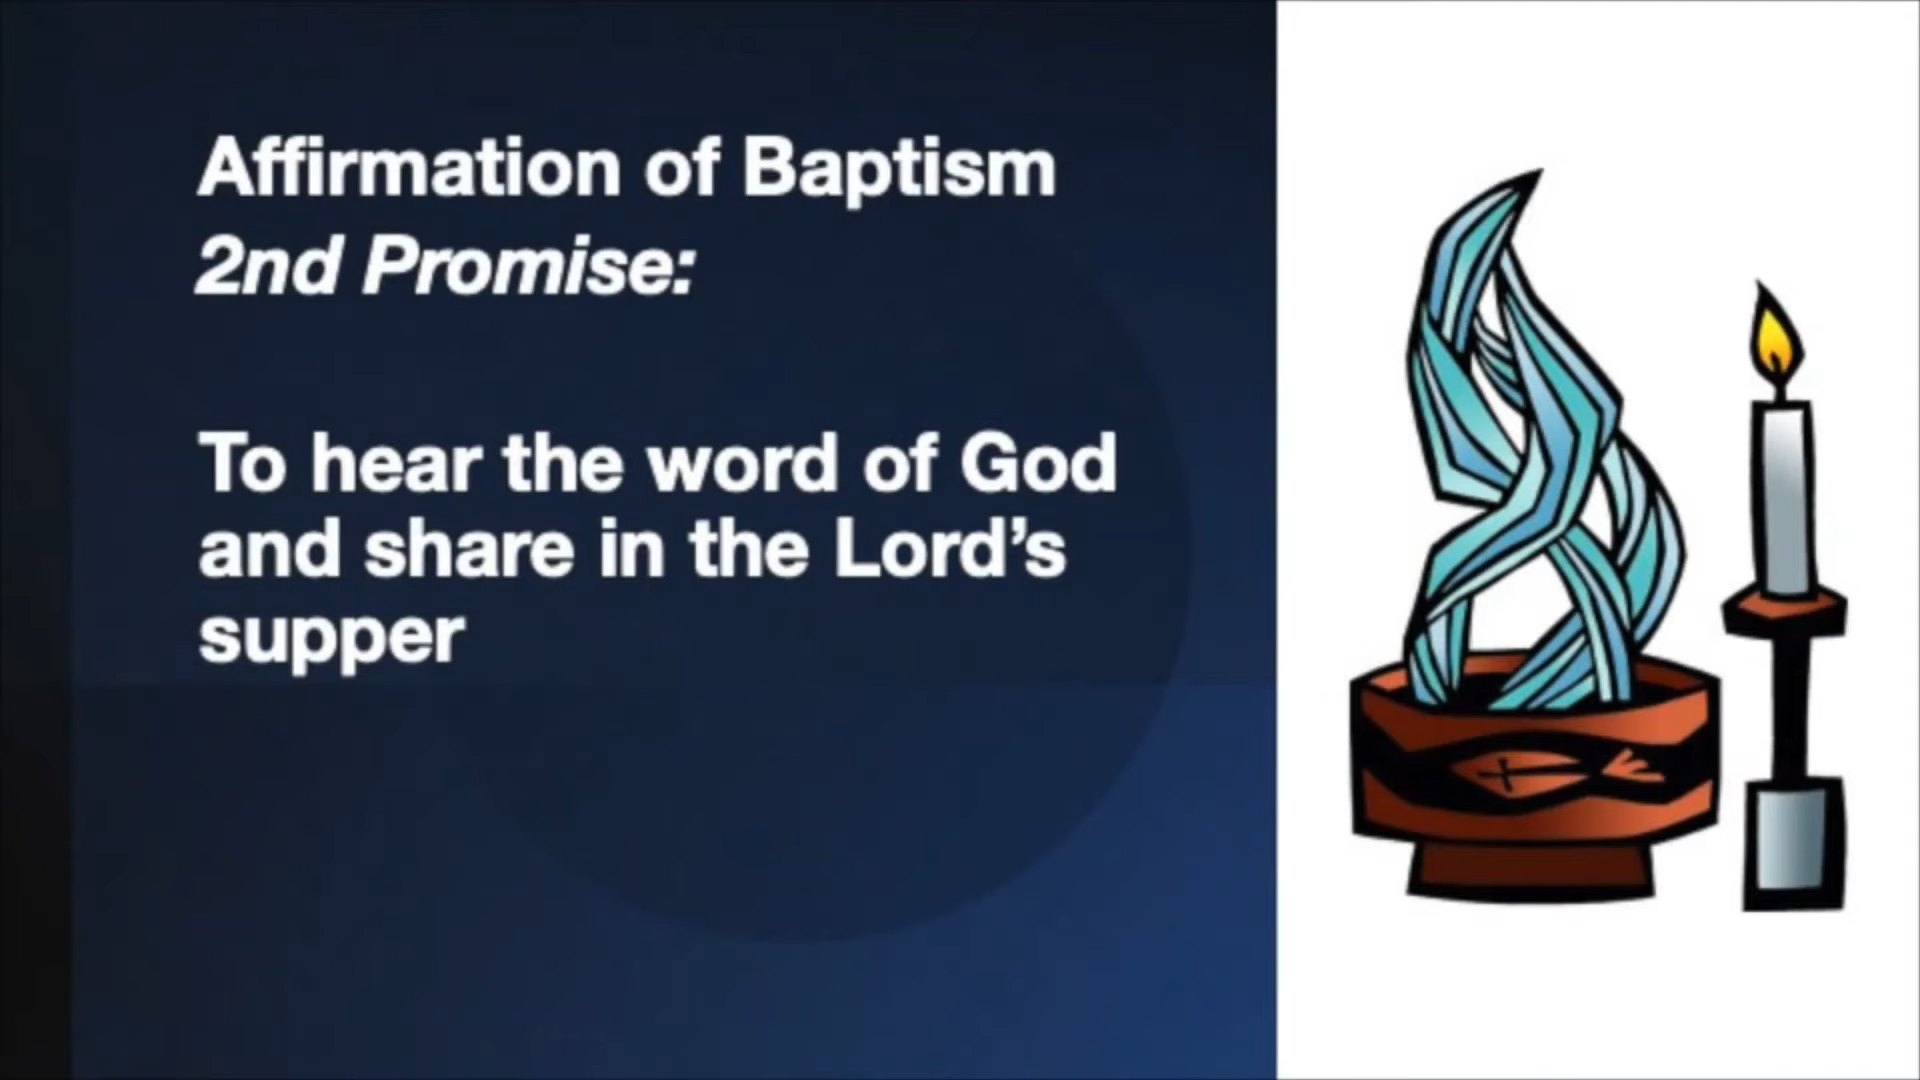 Affirmation of Baptism
2nd Promise:
To hear the word of God
and share in the Lord’s
supper